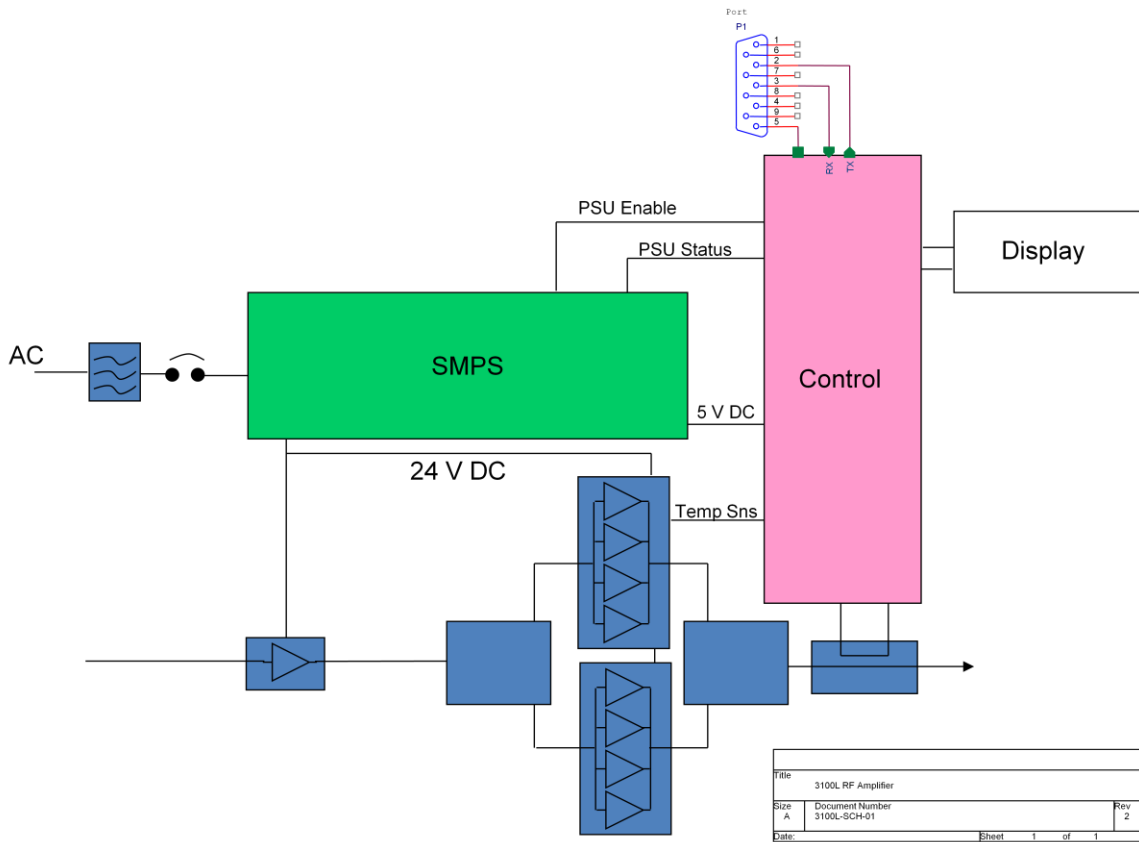 Port
P1
1
6
2
7
3
8
4
9
5
RX
TX
PSU Enable
PSU Status
Display
AC
SMPS
Control
5 V DC
24 V DC
Temp Sns
Title
3100L RF Amplifier
Size
Document Number
Rev
A
3100L-SCH-01
2
Date:
Sheet 1 of 1